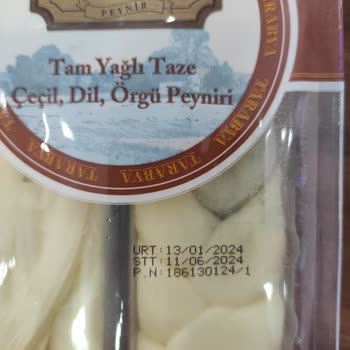 PEYNİR
Tam Yağlı Taze
Çeçil, Dil, Örgü Peyniri
TARABYA TARABYA TARABYA
ÜRT:13/01/2024
STT:11/06/2024
P.N:186130124/1